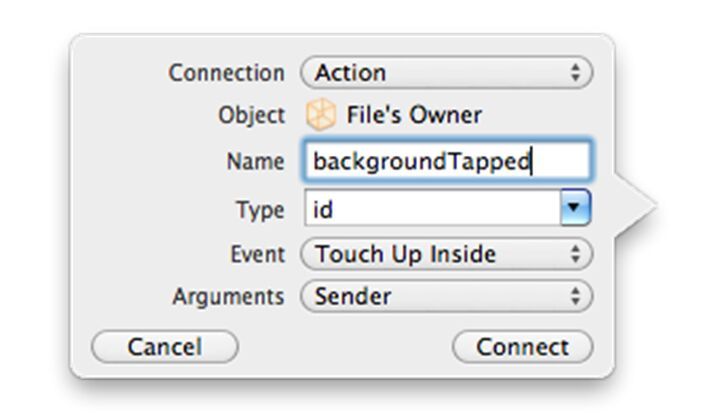 Connection Action
Object File's Owner
Name backgroundTapped
Type id
Event Touch Up Inside
Arguments Sender
Cancel Connect